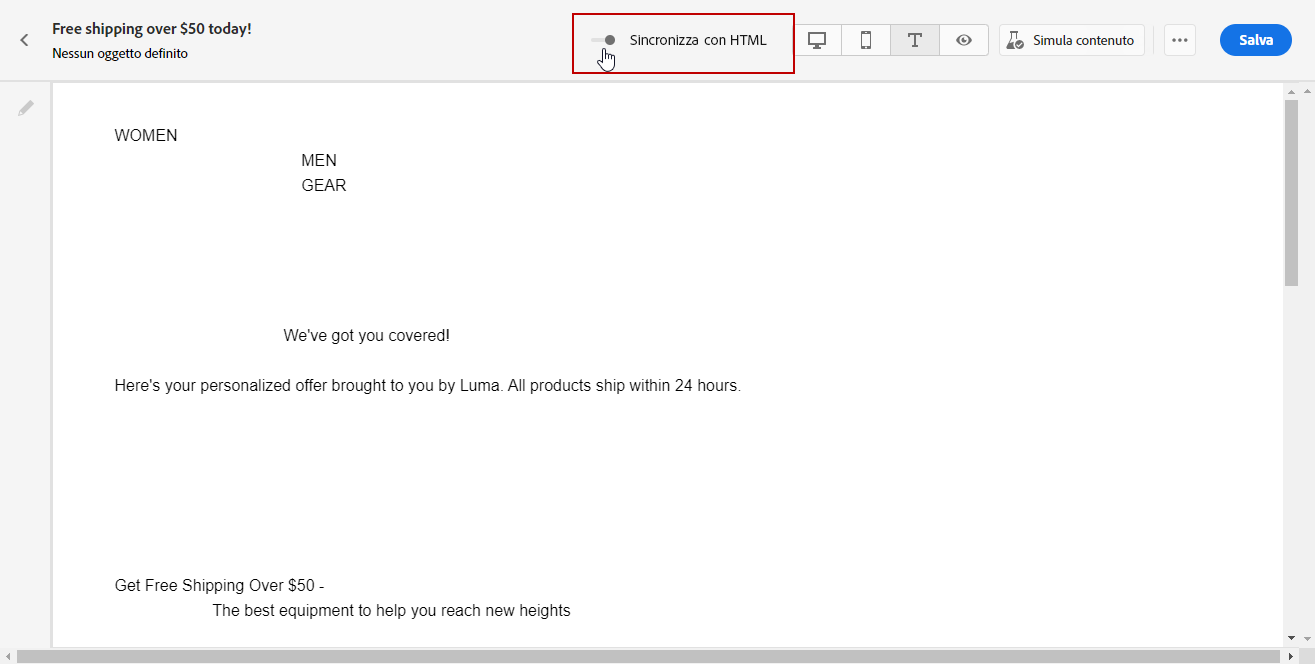 Free shipping over $50 today!
Nessun oggetto definito
Sincronizza con HTML
Simula contenuto
Salva
WOMEN
MEN
GEAR
We've got you covered!
Here's your personalized offer brought to you by Luma. All products ship within 24 hours.
Get Free Shipping Over $50 -
The best equipment to help you reach new heights